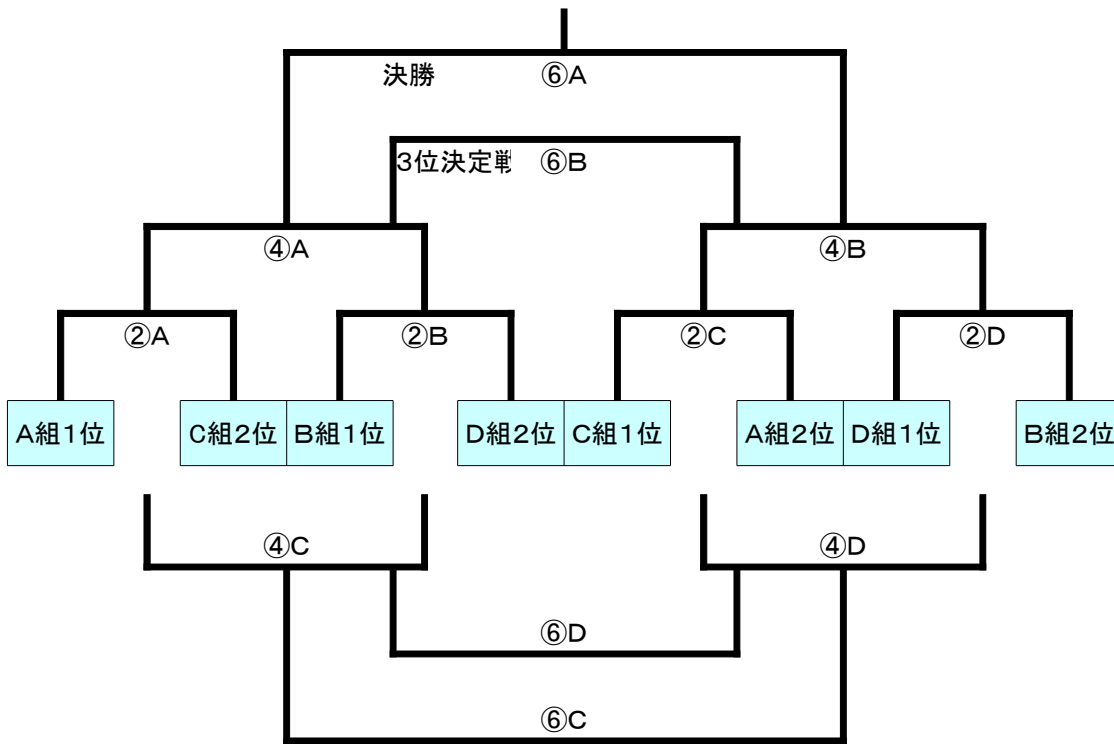 決勝 ⑥A
3位決定戦 ⑥B
④A ④B
②A ②B ②C ②D
A組1位 C組2位 B組1位 D組2位 C組1位 A組2位 D組1位 B組2位
④C ④D
⑥D
⑥C